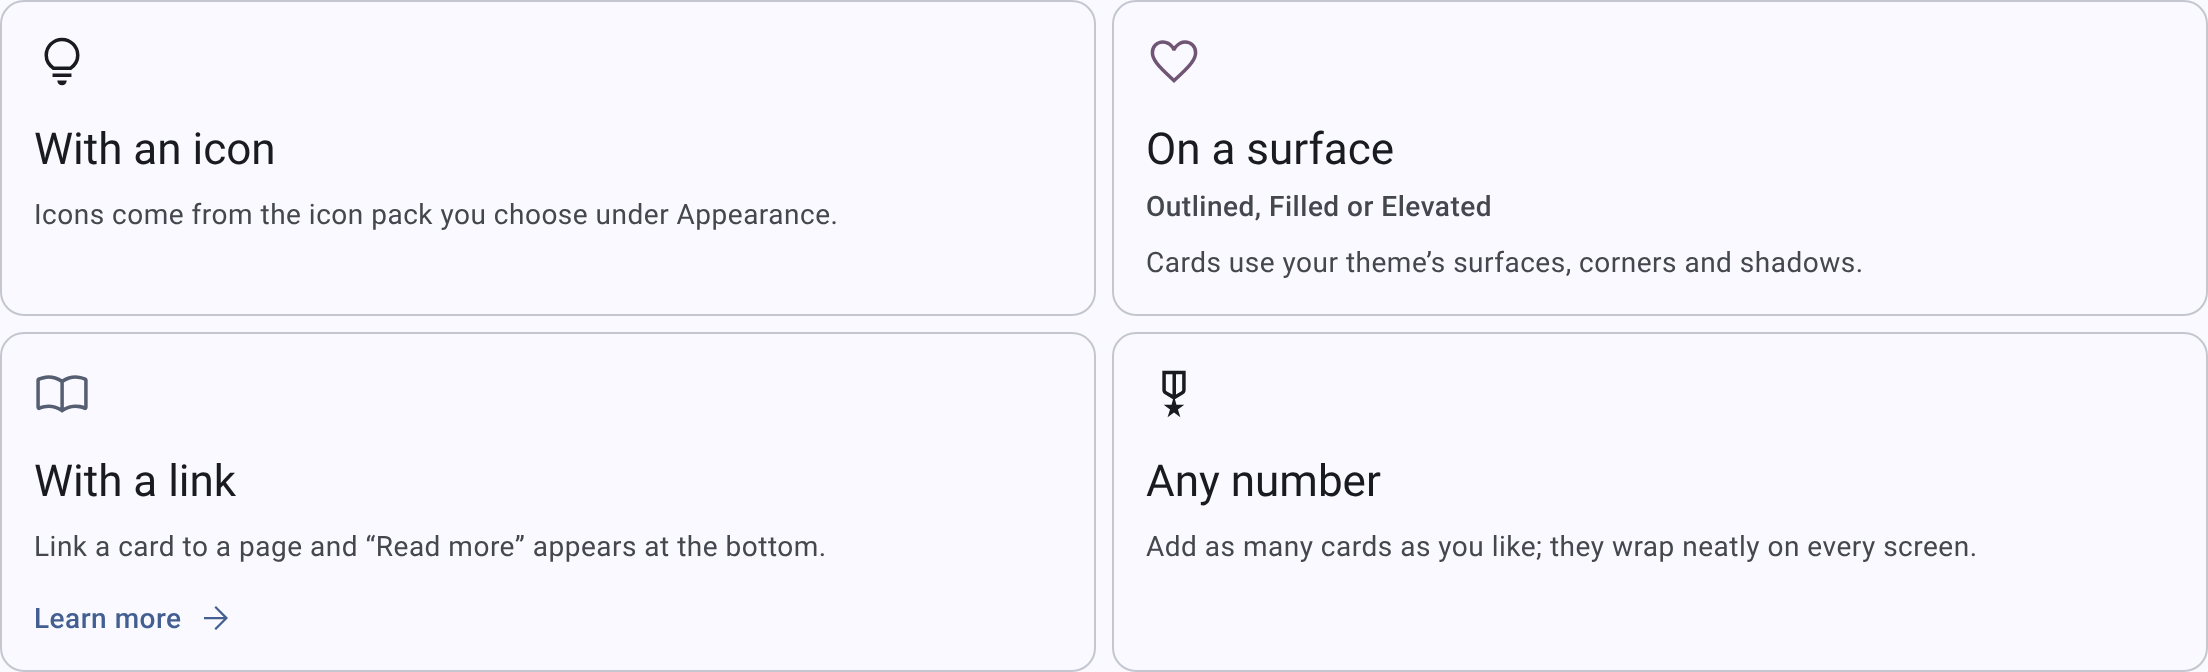 With an icon
Icons come from the icon pack you choose under Appearance.
On a surface
Outlined, Filled or Elevated
Cards use your theme’s surfaces, corners and shadows.
With a link
Link a card to a page and “Read more” appears at the bottom.
Learn more
Any number
Add as many cards as you like; they wrap neatly on every screen.